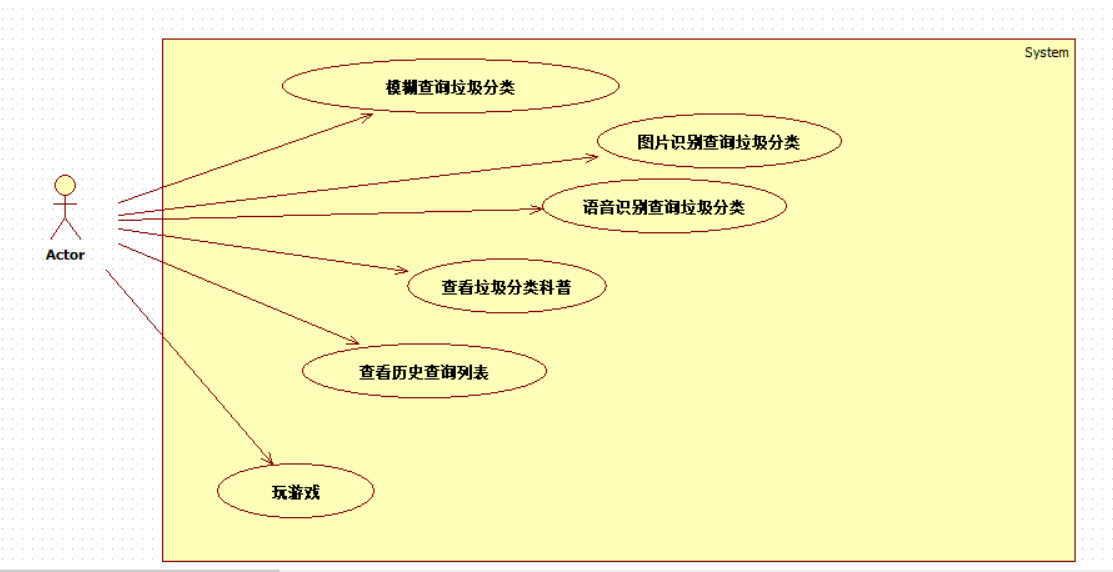 System
模糊查询垃圾分类
图片识别查询垃圾分类
语音识别查询垃圾分类
Actor
查看垃圾分类科普
查看历史查询列表
玩游戏